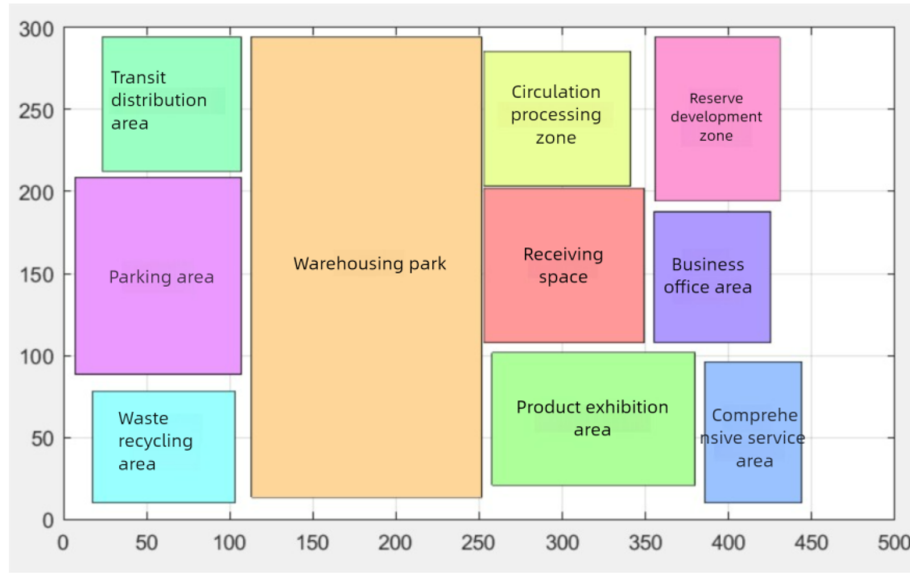 300
250
200
150
100
50
0
0 50 100 150 200 250 300 350 400 450 500
Transit
distribution
area
Parking area
Waste
recycling
area
Warehousing park
Circulation
processing
zone
Receiving
space
Product exhibition
area
Reserve
development
zone
Business
office area
Comprehe
nsive service
area